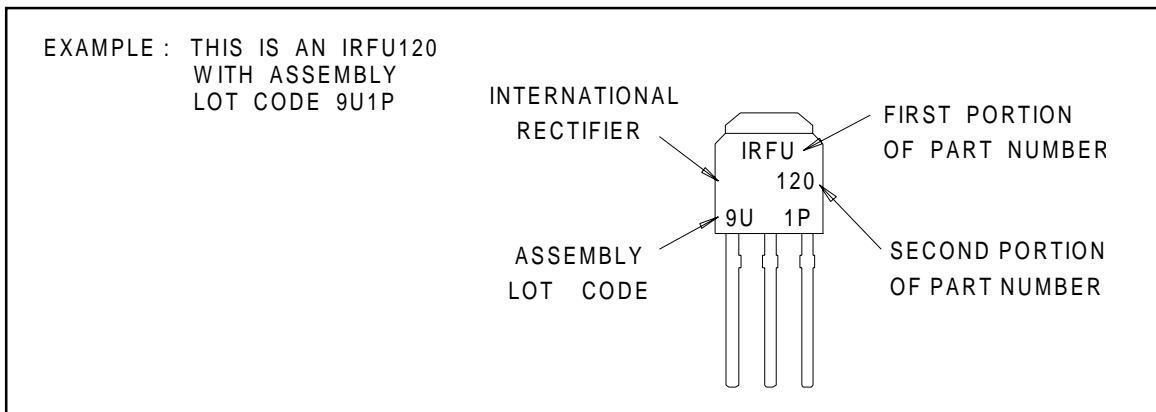 EXAMPLE : THIS IS AN IRFU120
WITH ASSEMBLY
LOT CODE 9U1P
INTERNATIONAL
RECTIFIER
FIRST PORTION
OF PART NUMBER
IRFU
120
9U 1P
ASSEMBLY
LOT CODE
SECOND PORTION
OF PART NUMBER